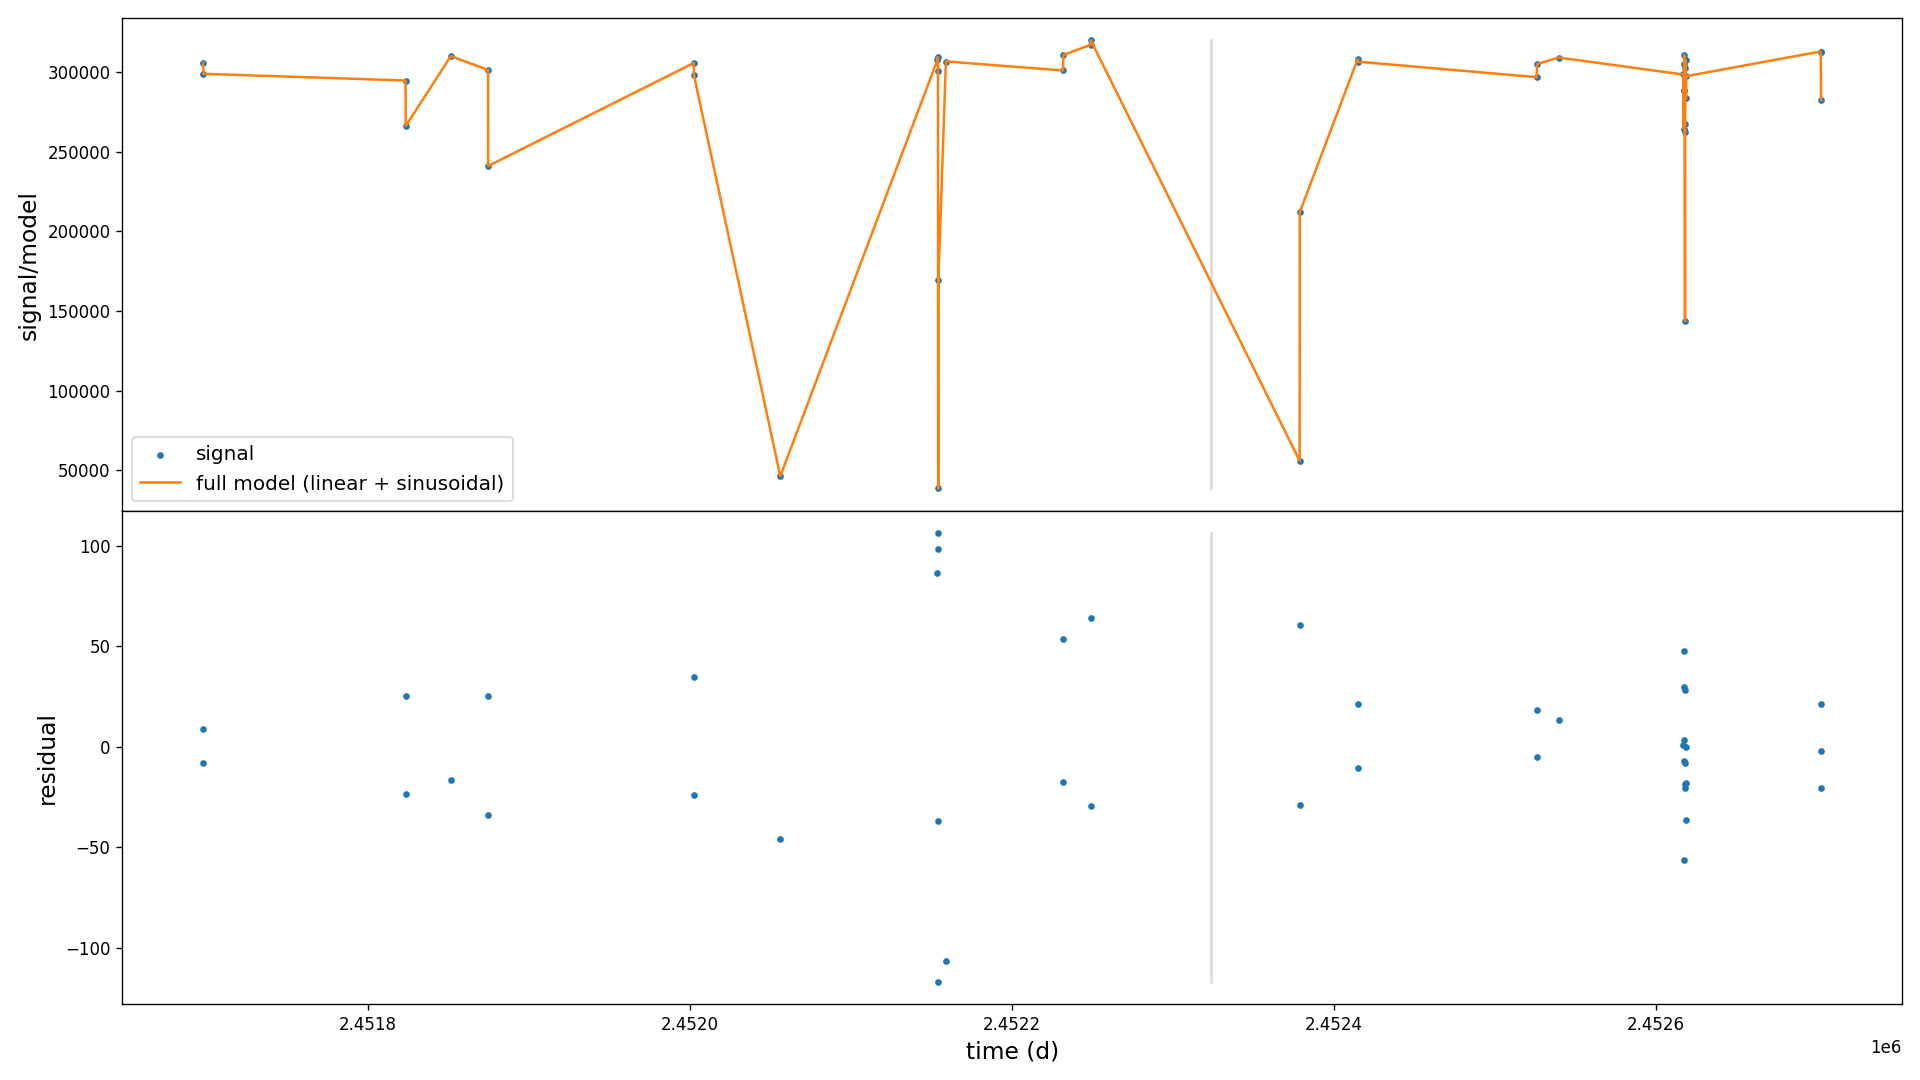 300000
250000
200000
150000
100000
50000
signal/model
signal
full model (linear + sinusoidal)
100
50
0
−50
−100
residual
2.4518
2.4520
2.4522
2.4524
2.4526
1e6
time (d)